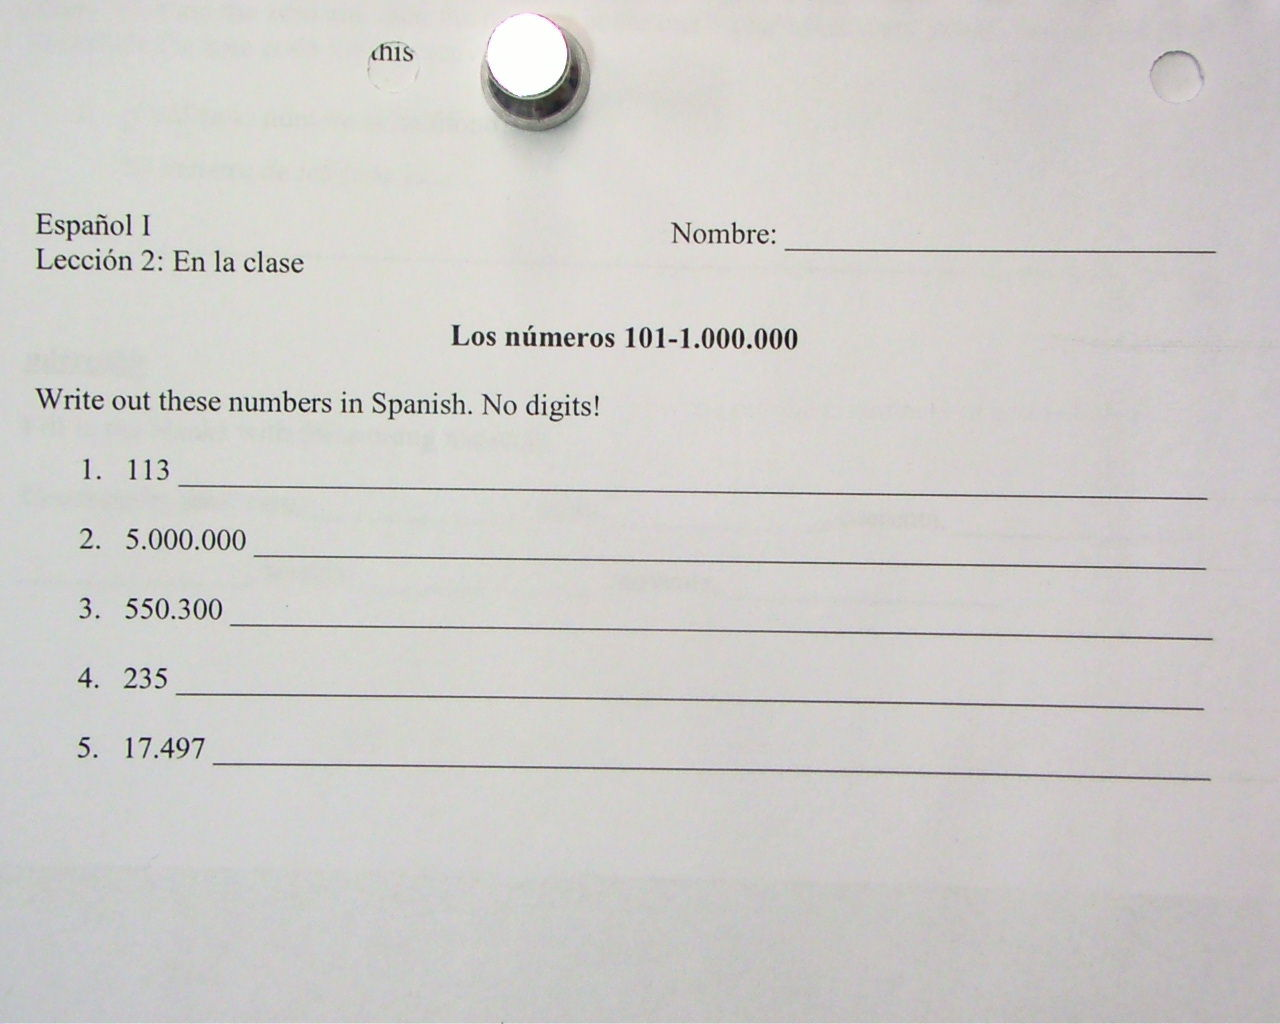 this
Español I
Nombre:
Lección 2: En la clase
Los números 101-1.000.000
Write out these numbers in Spanish. No digits!
1. 113
2. 5.000.000
3. 550.300
4. 235
5. 17.497